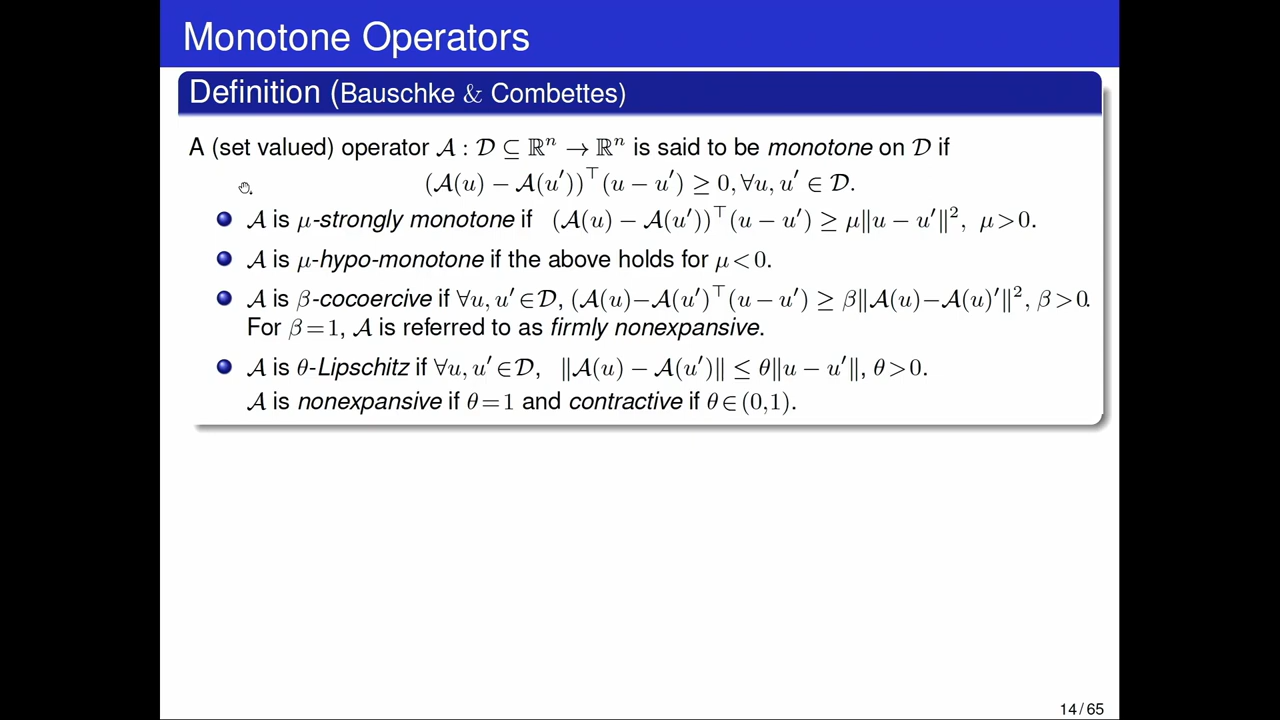 Monotone Operators
Definition (Bauschke & Combettes)
A (set valued) operator 𝒜 : 𝒟 ⊆ ℝⁿ → ℝⁿ is said to be monotone on 𝒟 if
(𝒜(u) − 𝒜(u′))⊤(u − u′) ≥ 0, ∀u, u′ ∈ 𝒟.
𝒜 is μ-strongly monotone if (𝒜(u) − 𝒜(u′))⊤(u − u′) ≥ μ‖u − u′‖², μ>0.
𝒜 is μ-hypo-monotone if the above holds for μ<0.
𝒜 is β-cocoercive if ∀u, u′∈𝒟, (𝒜(u)−𝒜(u′)⊤(u − u′) ≥ β‖𝒜(u)−𝒜(u)′‖², β>0.
For β=1, 𝒜 is referred to as firmly nonexpansive.
𝒜 is θ-Lipschitz if ∀u, u′∈𝒟, ‖𝒜(u) − 𝒜(u′)‖ ≤ θ‖u − u′‖, θ>0.
𝒜 is nonexpansive if θ=1 and contractive if θ∈(0,1).
14/65